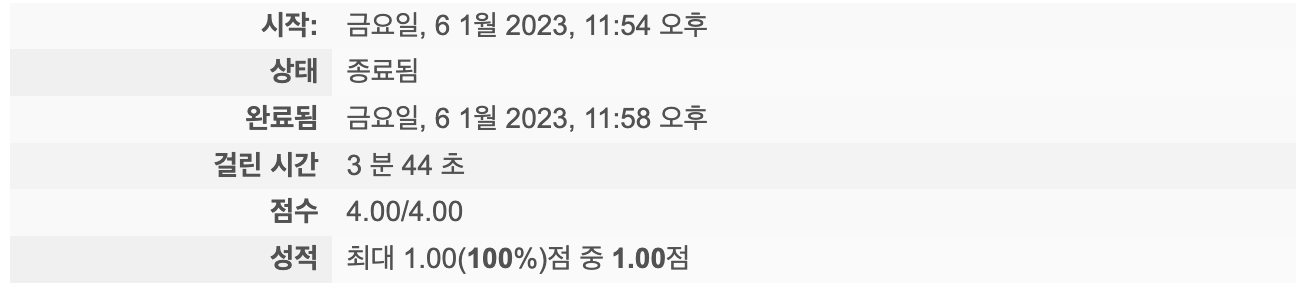 시작: 금요일, 6 1월 2023, 11:54 오후
상태 종료됨
완료됨 금요일, 6 1월 2023, 11:58 오후
걸린 시간 3 분 44 초
점수 4.00/4.00
성적 최대 1.00(100%)점 중 1.00점